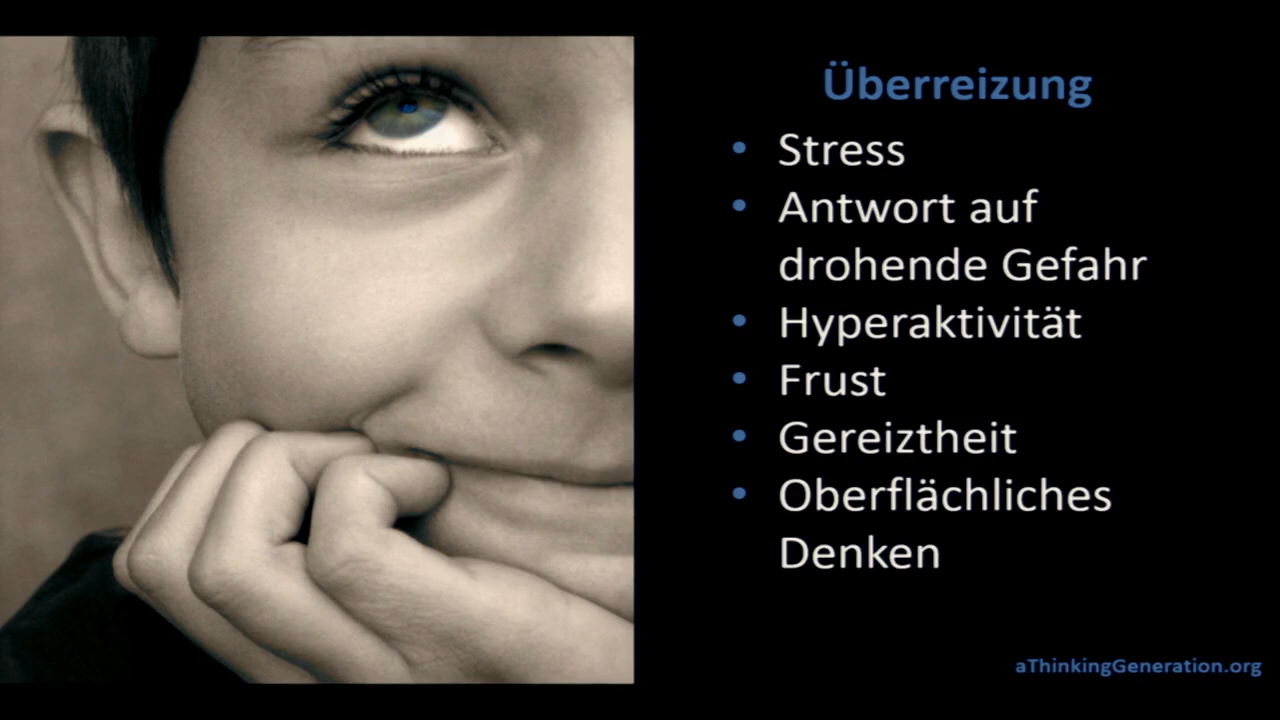 Überreizung
• Stress
• Antwort auf
drohende Gefahr
• Hyperaktivität
• Frust
• Gereiztheit
• Oberflächliches
Denken
aThinkingGeneration.org